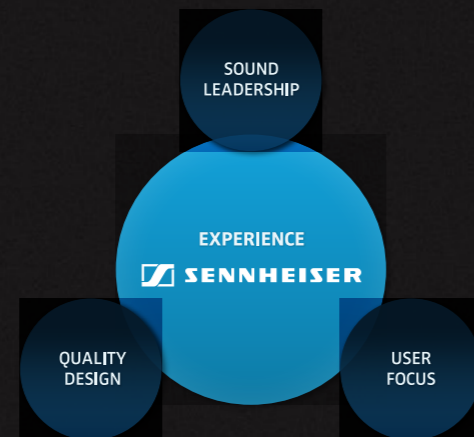 SOUND
LEADERSHIP
EXPERIENCE
SENNHEISER
QUALITY
DESIGN
USER
FOCUS